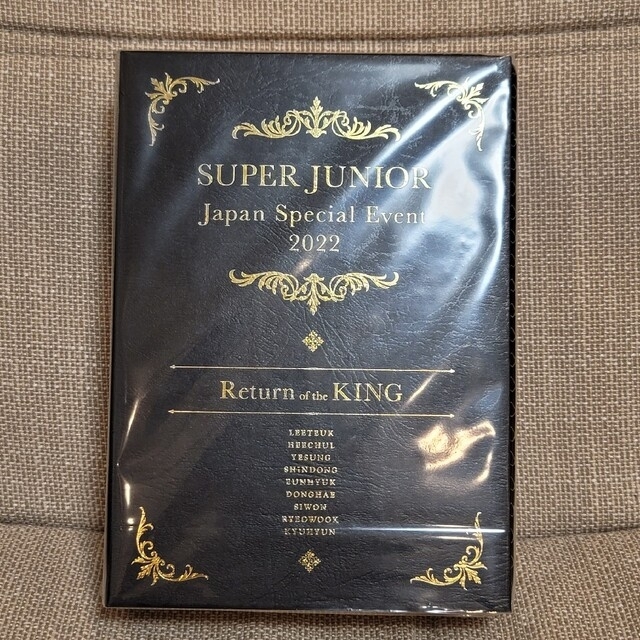 SUPER JUNIOR
Japan Special Event
2022
Return of the KING
LEETEUK
HEECHUL
YESUNG
SHINDONG
EUNHYUK
DONGHAE
SIWON
RYEOWOOK
KYUHYUN